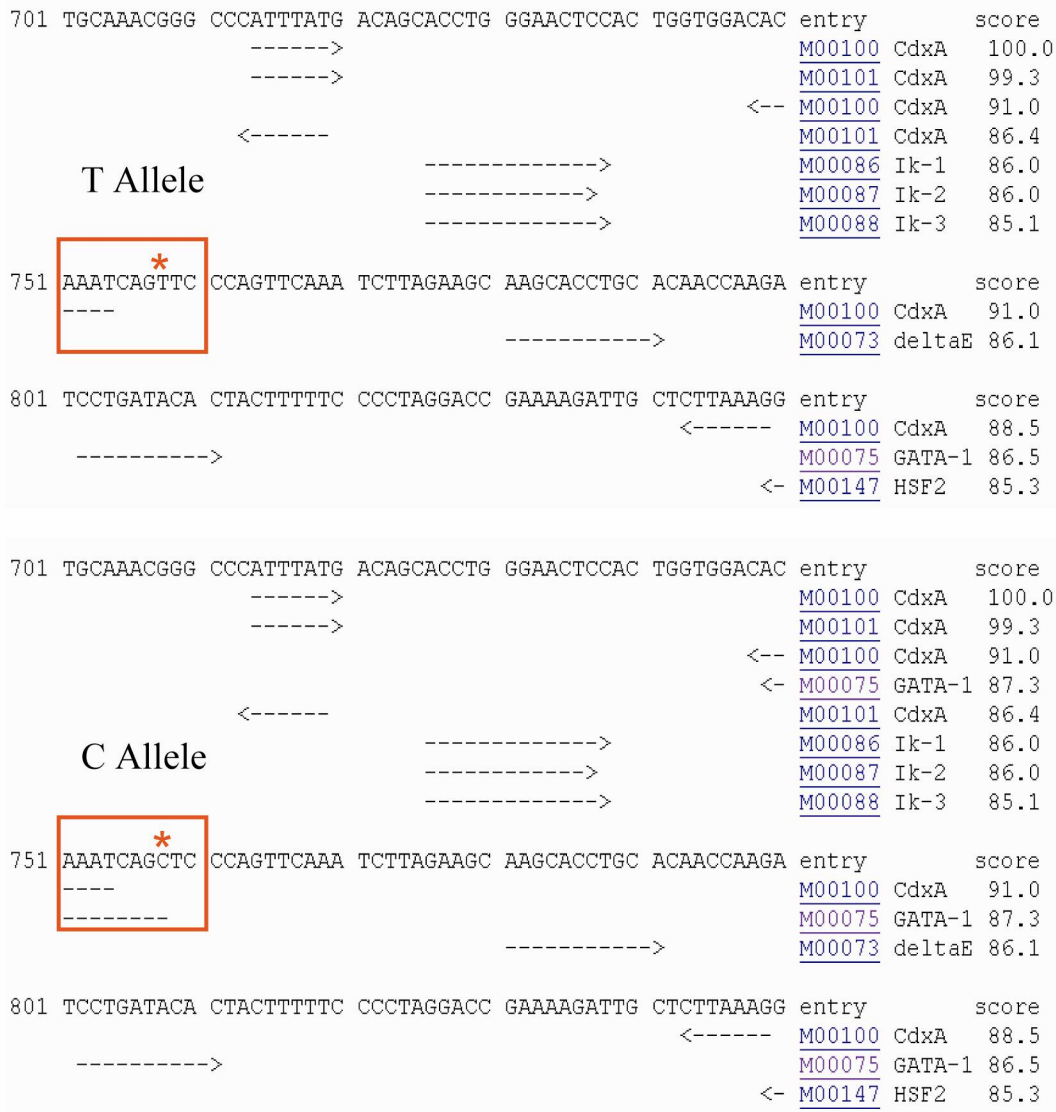 701 TGCAAACGGG CCCATTTATG ACAGCACCTG GGAACTCCAC TGGTGGACAC entry score
------> M00100 CdxA 100.0
------> M00101 CdxA 99.3
<-- M00100 CdxA 91.0
<------ M00101 CdxA 86.4
-------------> M00086 Ik-1 86.0
------------> M00087 Ik-2 86.0
-------------> M00088 Ik-3 85.1
T Allele
*
751 AAATCAGTTC CCAGTTCAAA TCTTAGAAGC AAGCACCTGC ACAACCAAGA entry score
---- M00100 CdxA 91.0
-----------> M00073 deltaE 86.1
801 TCCTGATACA CTACTTTTTC CCCTAGGACC GAAAAGATTG CTCTTAAAGG entry score
<------ M00100 CdxA 88.5
----------> M00075 GATA-1 86.5
<- M00147 HSF2 85.3
701 TGCAAACGGG CCCATTTATG ACAGCACCTG GGAACTCCAC TGGTGGACAC entry score
------> M00100 CdxA 100.0
------> M00101 CdxA 99.3
<-- M00100 CdxA 91.0
<- M00075 GATA-1 87.3
<------ M00101 CdxA 86.4
-------------> M00086 Ik-1 86.0
------------> M00087 Ik-2 86.0
-------------> M00088 Ik-3 85.1
C Allele
*
751 AAATCAGCTC CCAGTTCAAA TCTTAGAAGC AAGCACCTGC ACAACCAAGA entry score
---- M00100 CdxA 91.0
-------- M00075 GATA-1 87.3
-----------> M00073 deltaE 86.1
801 TCCTGATACA CTACTTTTTC CCCTAGGACC GAAAAGATTG CTCTTAAAGG entry score
<------ M00100 CdxA 88.5
----------> M00075 GATA-1 86.5
<- M00147 HSF2 85.3